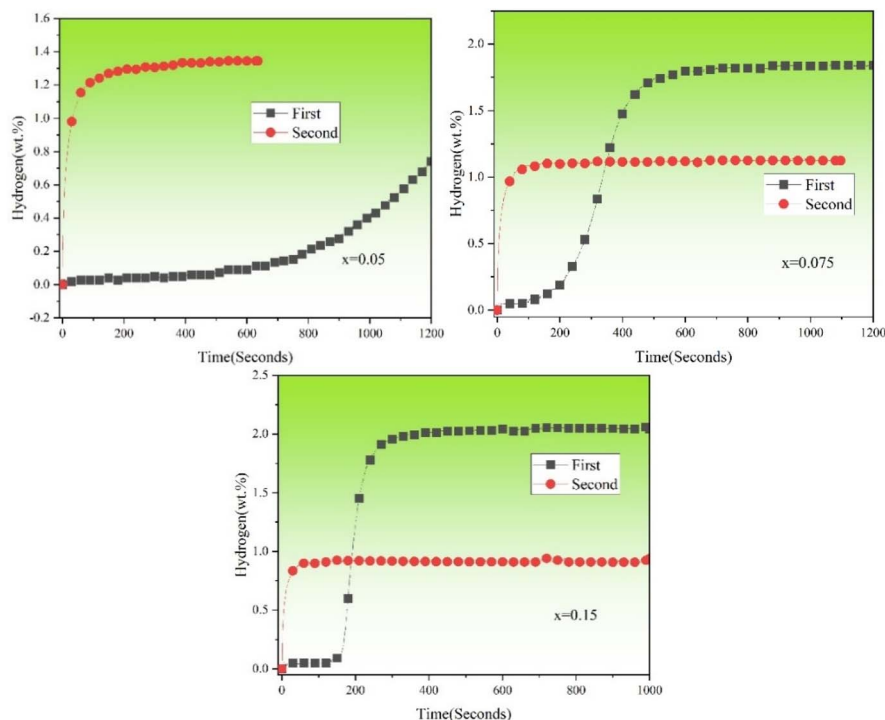 1.6
1.4
1.2
1.0
0.8
0.6
0.4
0.2
0.0
-0.2
Hydrogen(wt.%)
First
Second
x=0.05
0 200 400 600 800 1000 1200
Time(Seconds)
2.0
1.5
1.0
0.5
0.0
Hydrogen(wt.%)
First
Second
x=0.075
0 200 400 600 800 1000 1200
Time(Seconds)
2.5
2.0
1.5
1.0
0.5
0.0
Hydrogen(wt.%)
First
Second
x=0.15
0 200 400 600 800 1000
Time(Seconds)